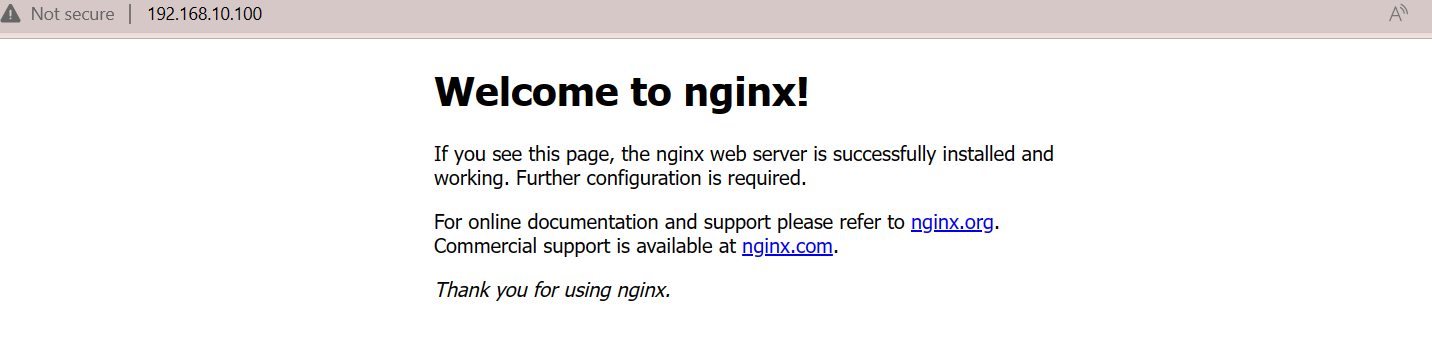 Not secure 192.168.10.100 A
Welcome to nginx!
If you see this page, the nginx web server is successfully installed and
working. Further configuration is required.
For online documentation and support please refer to nginx.org.
Commercial support is available at nginx.com.
Thank you for using nginx.